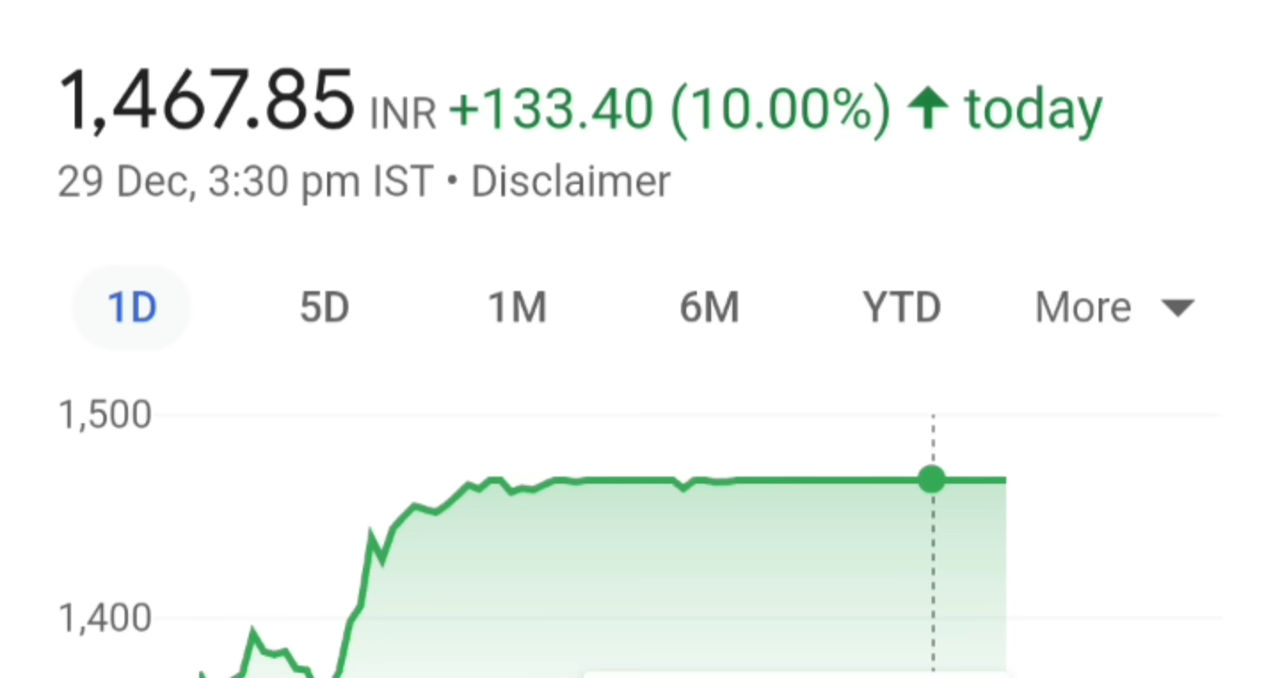 1,467.85 INR +133.40 (10.00%) ↑ today
29 Dec, 3:30 pm IST • Disclaimer
1D 5D 1M 6M YTD More
1,500
1,400